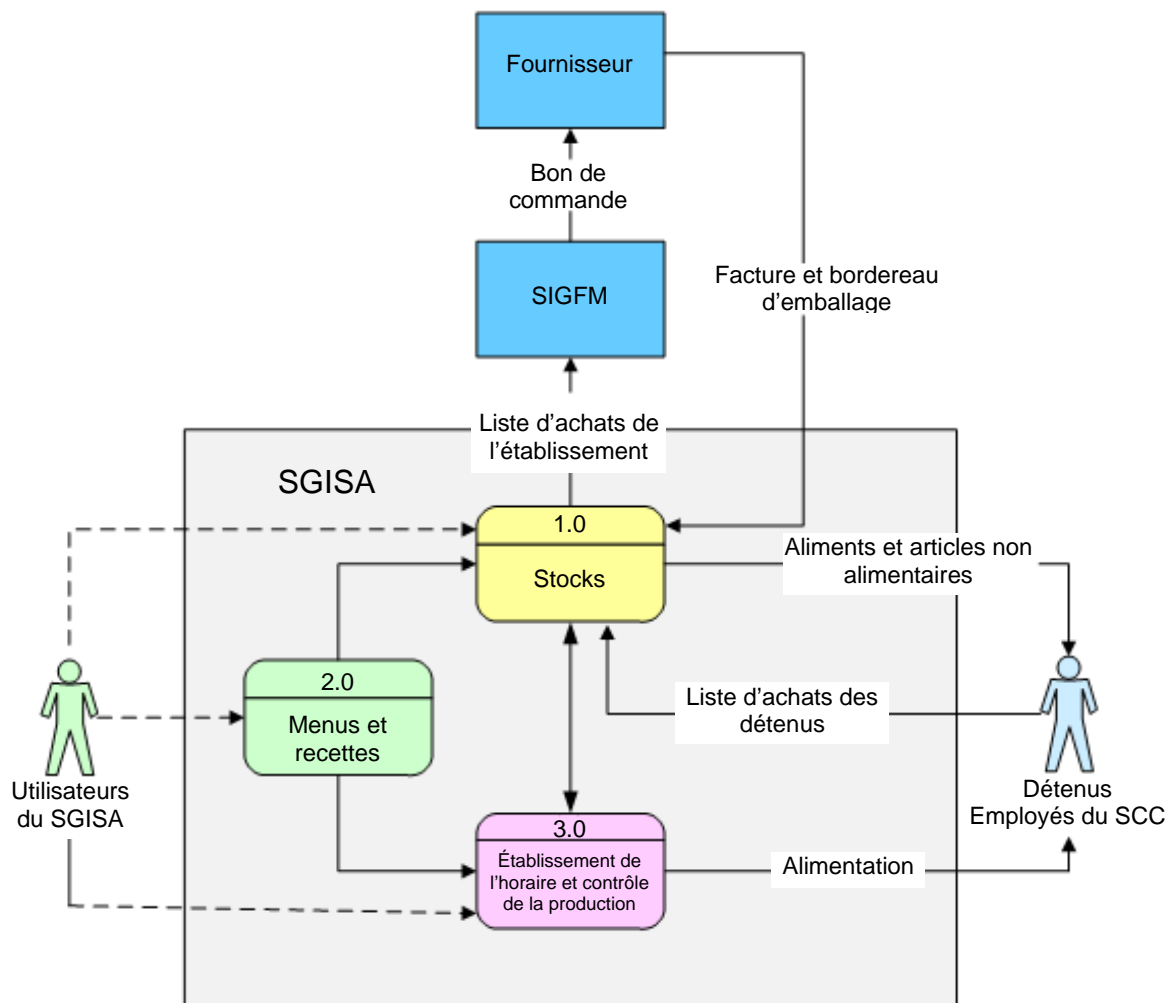 Fournisseur
Bon de
commande
SIGFM
Facture et bordereau
d’emballage
Liste d’achats de
l’établissement
SGISA
1.0
Stocks
Aliments et articles non
alimentaires
2.0
Menus et
recettes
Liste d’achats des
détenus
Utilisateurs
du SGISA
Détenus
Employés du SCC
3.0
Établissement de
l’horaire et contrôle
de la production
Alimentation